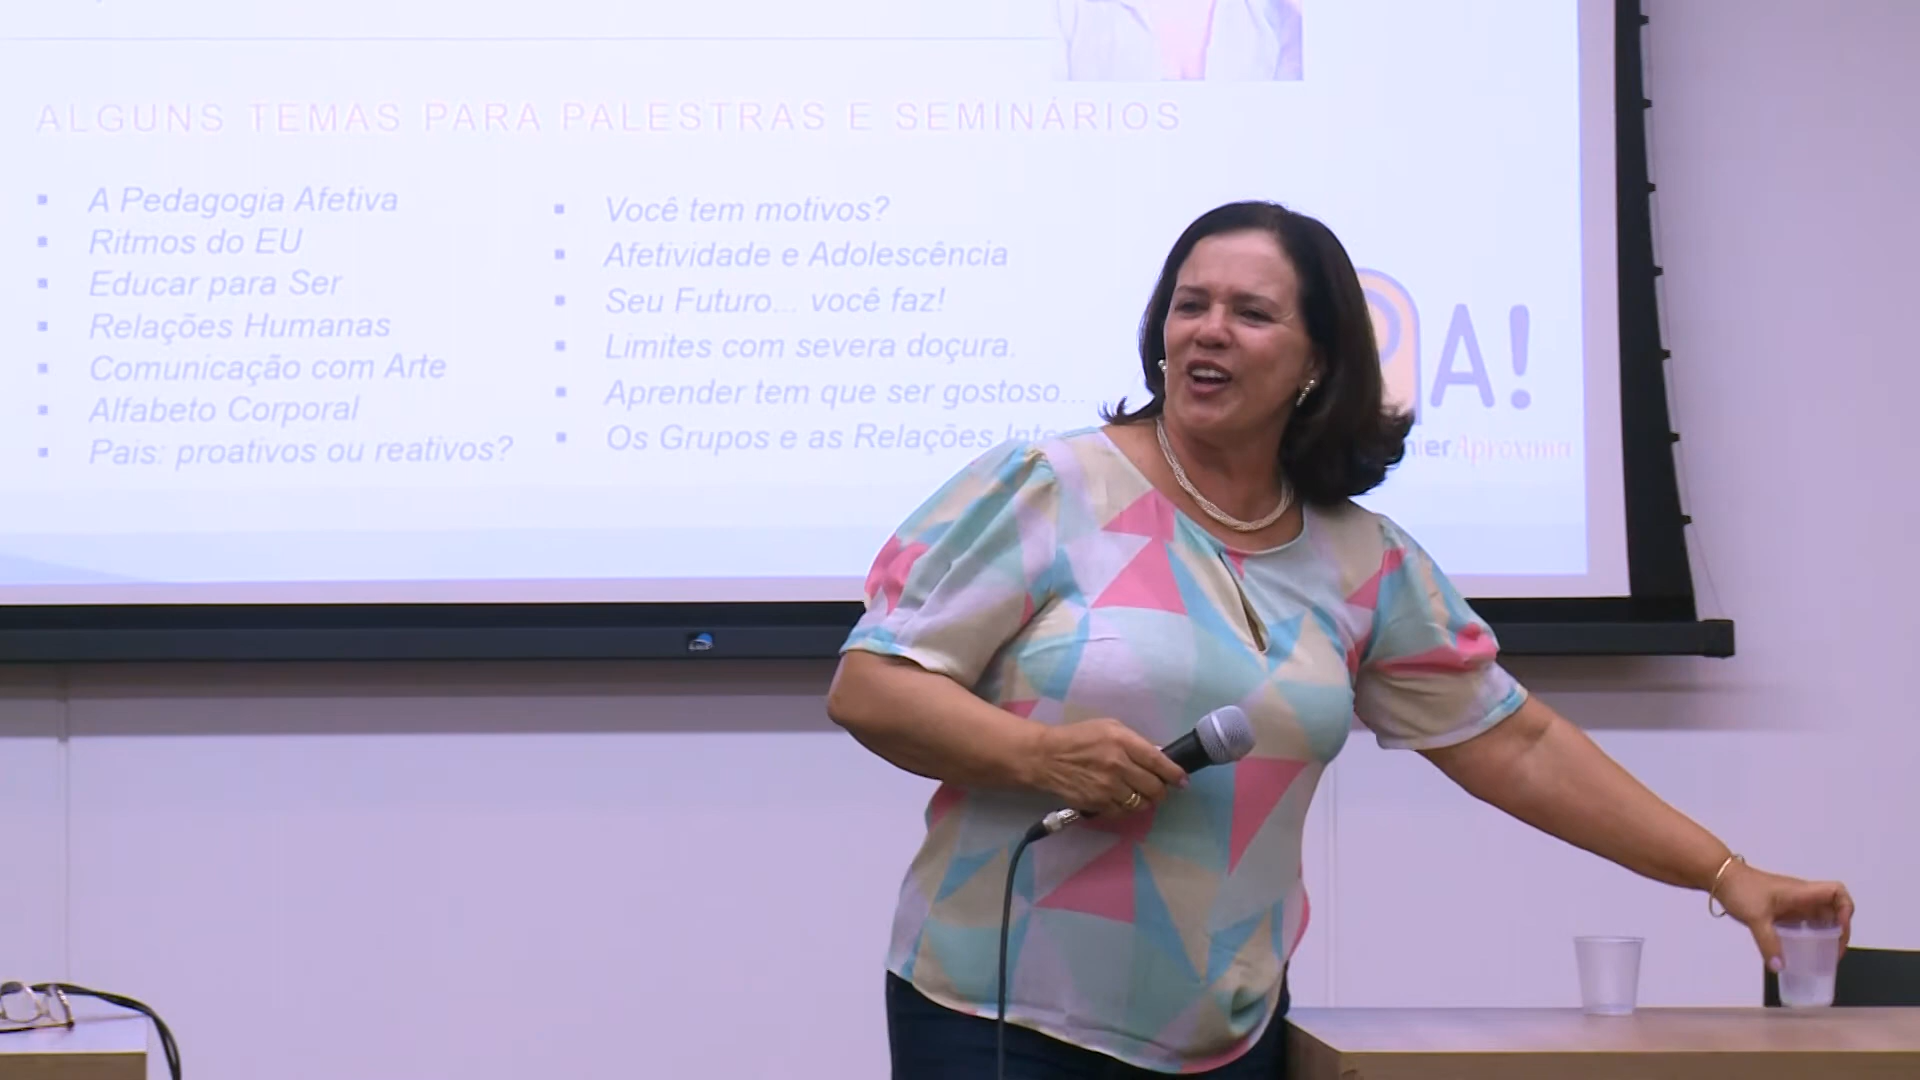 ALGUNS TEMAS PARA PALESTRAS E SEMINÁRIOS
A Pedagogia Afetiva
Ritmos do EU
Educar para Ser
Relações Humanas
Comunicação com Arte
Alfabeto Corporal
Pais: proativos ou reativos?
Você tem motivos?
Afetividade e Adolescência
Seu Futuro... você faz!
Limites com severa doçura.
Aprender tem que ser gostoso...
Os Grupos e as Relações
A!
Aproxima